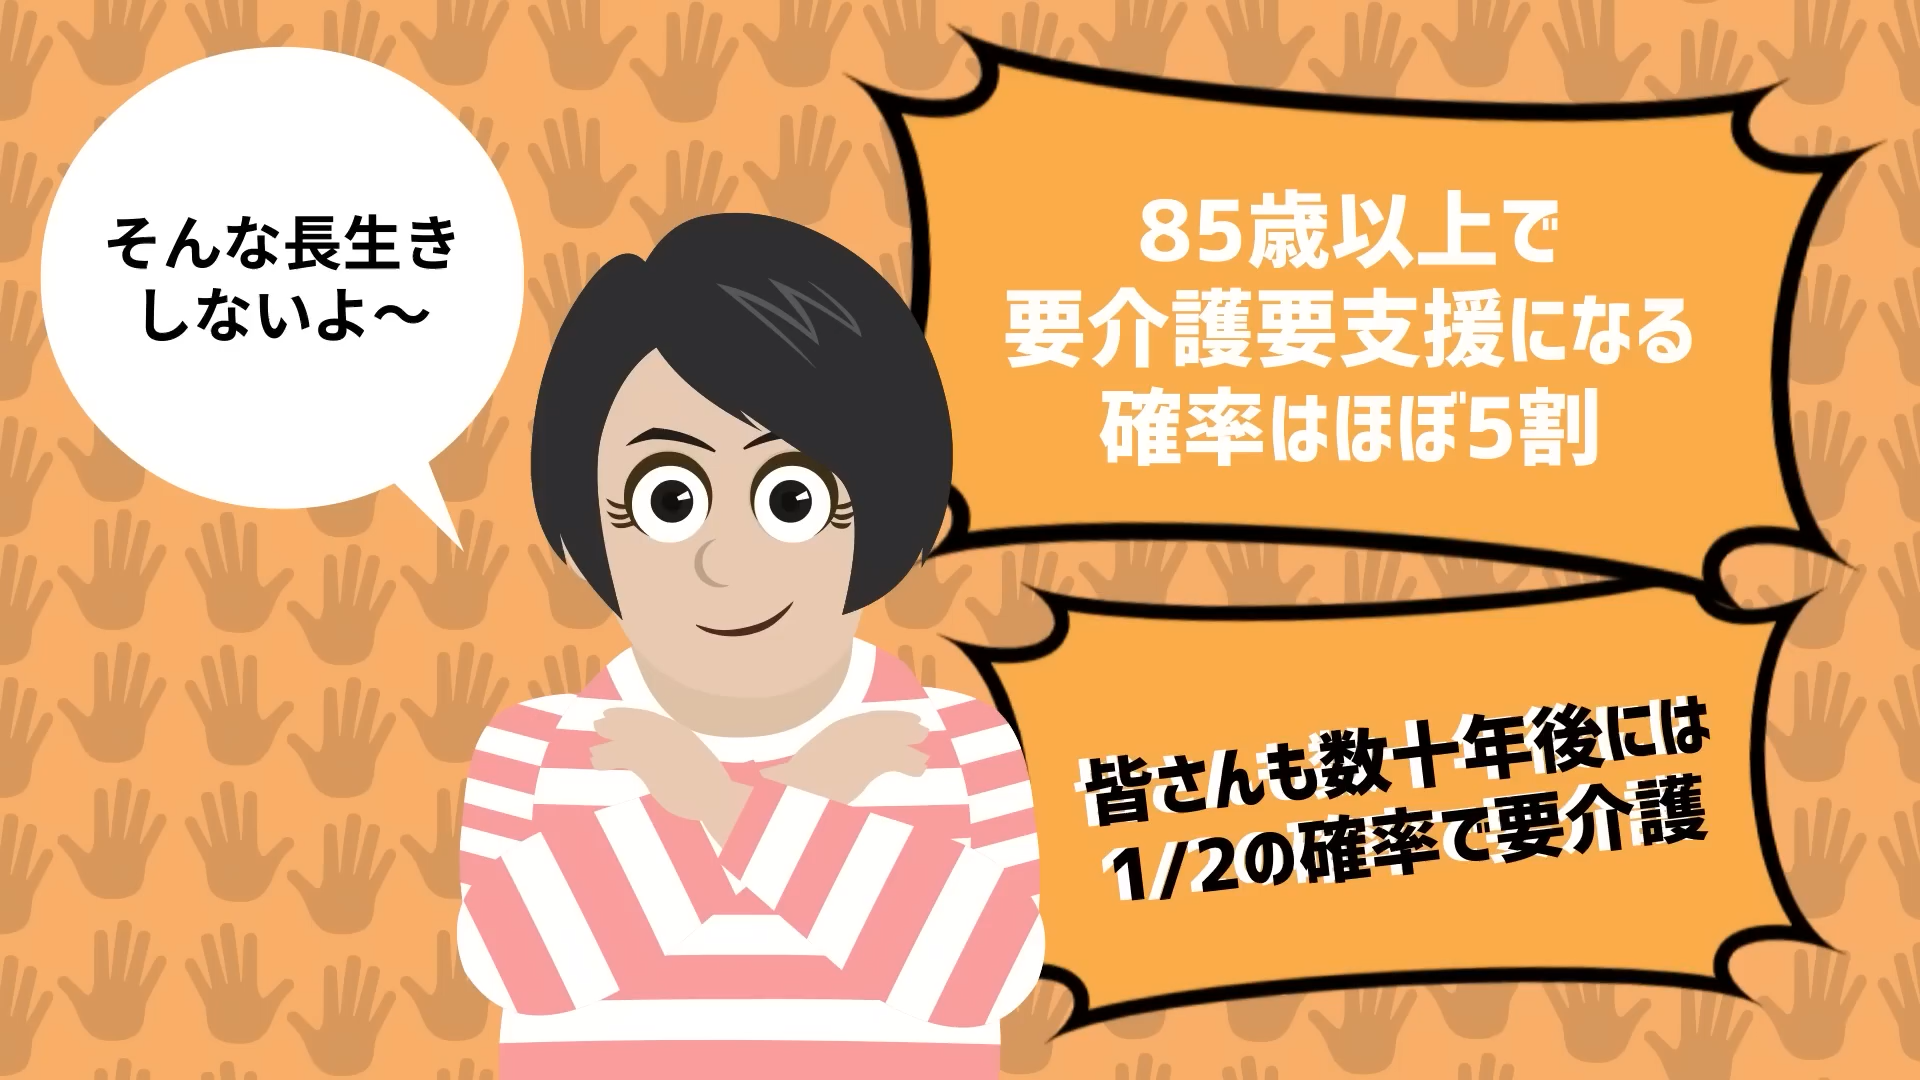 そんな長生き
しないよ〜
85歳以上で
要介護要支援になる
確率はほぼ5割
皆さんも数十年後には
1/2の確率で要介護